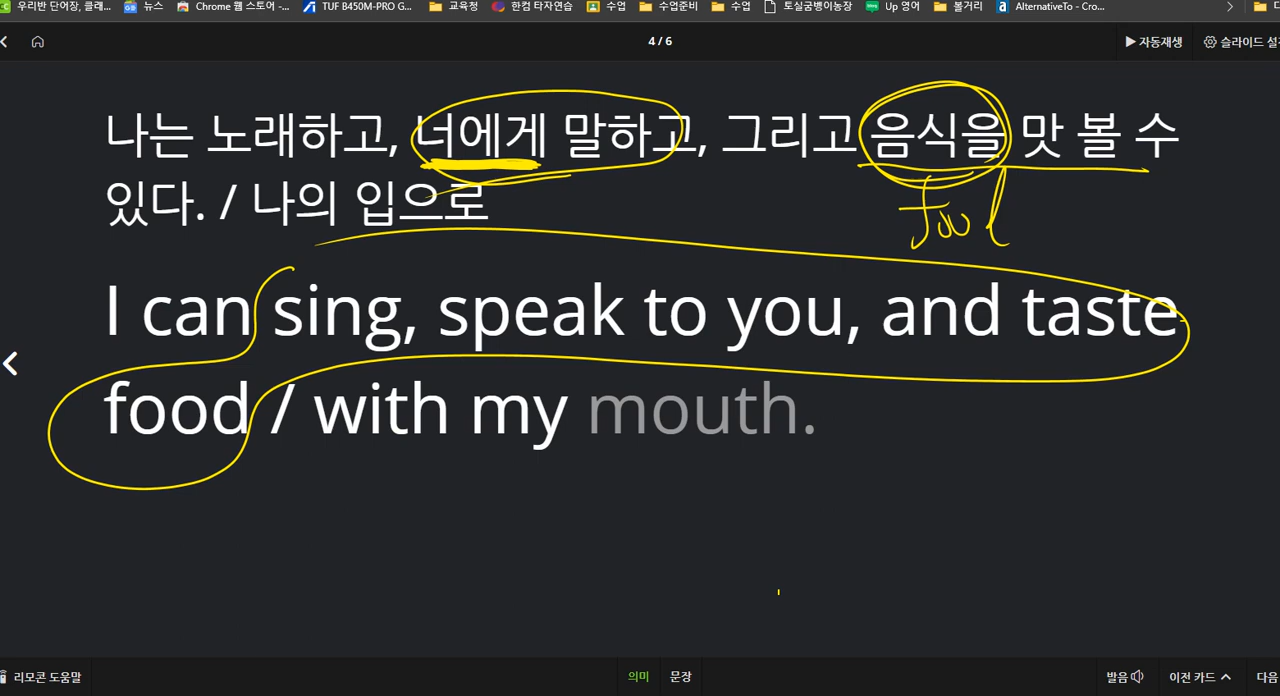 우리반 단어장, 클래... 뉴스 Chrome 웹 스토어 -... TUF B450M-PRO G... 교육청 한컴 타자연습 수업 수업준비 수업 토실굼벵이농장 Up 영어 볼거리 AlternativeTo - Cro...
4 / 6 자동재생 슬라이드 설
나는 노래하고, 너에게 말하고, 그리고 음식을 맛 볼 수
있다. / 나의 입으로
I can sing, speak to you, and taste
food / with my mouth.
리모콘 도움말 의미 문장 발음 이전 카드 다음